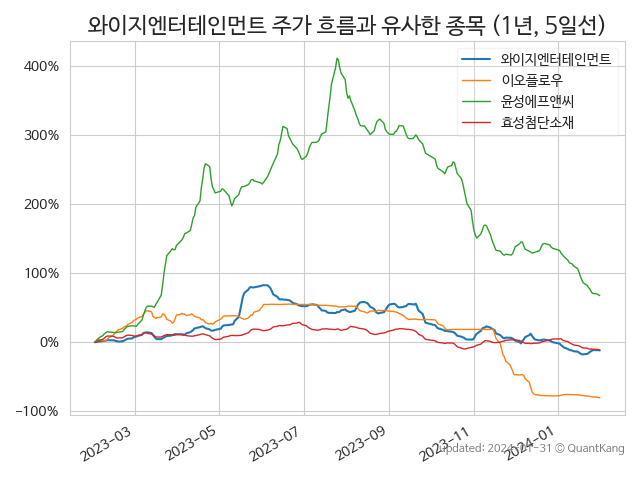 와이지엔터테인먼트 주가 흐름과 유사한 종목 (1년, 5일선)
와이지엔터테인먼트
이오플로우
윤성에프앤씨
효성첨단소재
400%
300%
200%
100%
0%
−100%
2023-03
2023-05
2023-07
2023-09
2023-11
2024-01
updated: 2024-01-31 © QuantKang